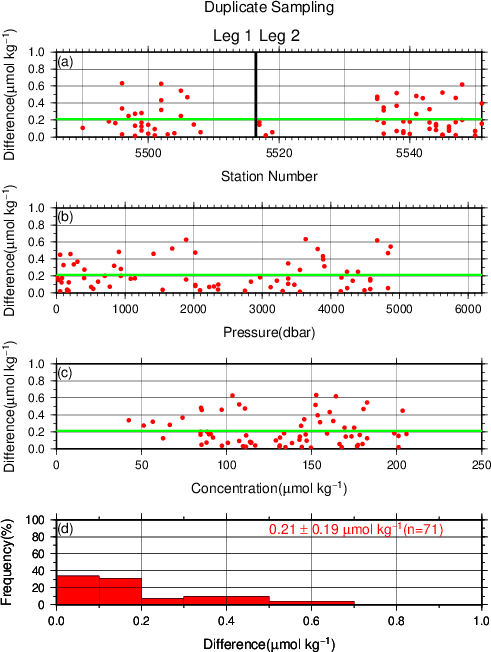 Duplicate Sampling
Leg 1 Leg 2
Difference(μmol kg⁻¹)
1.0
0.8
0.6
0.4
0.2
0.0
(a)
5500 5520 5540
Station Number
Difference(μmol kg⁻¹)
1.0
0.8
0.6
0.4
0.2
0.0
(b)
0 1000 2000 3000 4000 5000 6000
Pressure(dbar)
Difference(μmol kg⁻¹)
1.0
0.8
0.6
0.4
0.2
0.0
(c)
0 50 100 150 200 250
Concentration(μmol kg⁻¹)
Frequency(%)
100
80
60
40
20
0
(d)
0.21 ± 0.19 μmol kg⁻¹(n=71)
0.0 0.2 0.4 0.6 0.8 1.0
Difference(μmol kg⁻¹)